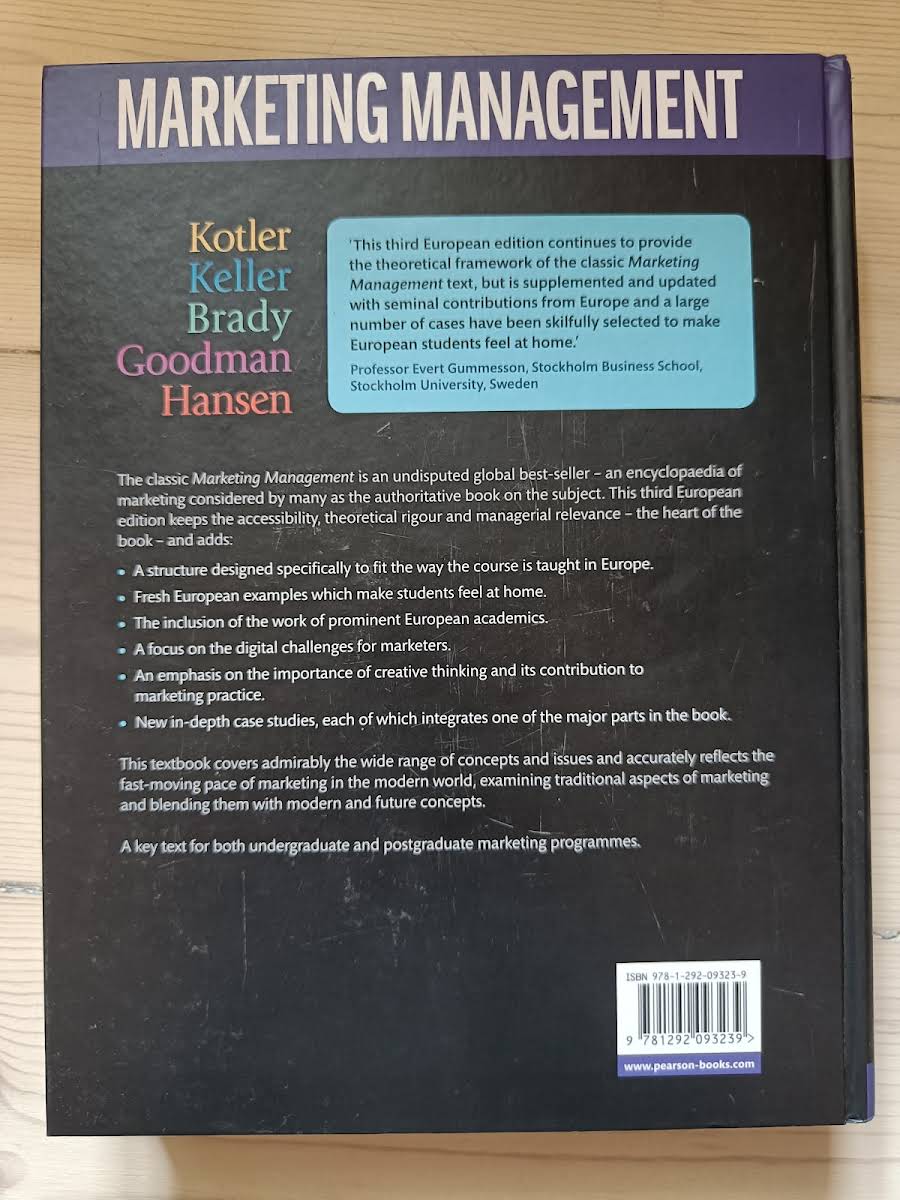 MARKETING MANAGEMENT
Kotler
Keller
Brady
Goodman
Hansen
'This third European edition continues to provide
the theoretical framework of the classic Marketing
Management text, but is supplemented and updated
with seminal contributions from Europe and a large
number of cases have been skilfully selected to make
European students feel at home.'
Professor Evert Gummesson, Stockholm Business School,
Stockholm University, Sweden
The classic Marketing Management is an undisputed global best-seller – an encyclopaedia of
marketing considered by many as the authoritative book on the subject. This third European
edition keeps the accessibility, theoretical rigour and managerial relevance – the heart of the
book – and adds:
• A structure designed specifically to fit the way the course is taught in Europe.
• Fresh European examples which make students feel at home.
• The inclusion of the work of prominent European academics.
• A focus on the digital challenges for marketers.
• An emphasis on the importance of creative thinking and its contribution to
marketing practice.
• New in-depth case studies, each of which integrates one of the major parts in the book.
This textbook covers admirably the wide range of concepts and issues and accurately reflects the
fast-moving pace of marketing in the modern world, examining traditional aspects of marketing
and blending them with modern and future concepts.
A key text for both undergraduate and postgraduate marketing programmes.
ISBN 978-1-292-09323-9
9 781292 093239 >
www.pearson-books.com